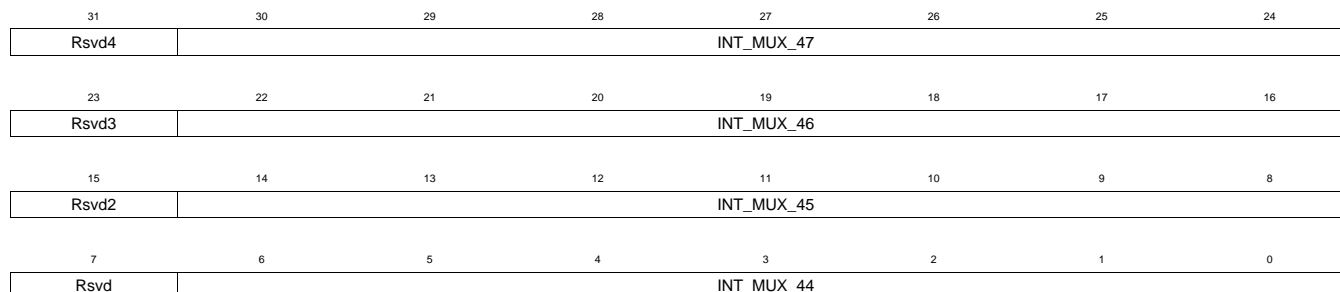 31 30 29 28 27 26 25 24
Rsvd4 INT_MUX_47
23 22 21 20 19 18 17 16
Rsvd3 INT_MUX_46
15 14 13 12 11 10 9 8
Rsvd2 INT_MUX_45
7 6 5 4 3 2 1 0
Rsvd INT_MUX_44